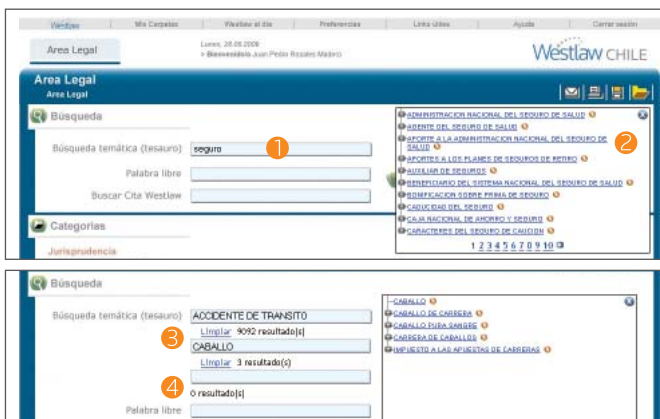 Westlaw Mis Carpetas Westlaw al día Preferencias Links útiles Ayuda Cerrar sesión
Area Legal
Lunes, 28.08.2006
> Bienvenido/a Juan Pedro Rosales Matero
Westlaw CHILE
Area Legal
Area Legal
Búsqueda
Búsqueda temática (tesauro) seguro 1
Palabra libre
Buscar Cita Westlaw
Categorías
Jurisprudencia
ADMINISTRACION NACIONAL DEL SEGURO DE SALUD
AGENTE DEL SEGURO DE SALUD
APORTE A LA ADMINISTRACION NACIONAL DEL SEGURO DE
SALUD
2
APORTES A LOS PLANES DE SEGUROS DE RETIRO
AUXILIAR DE SEGUROS
BENEFICIARIO DEL SISTEMA NACIONAL DEL SEGURO DE SALUD
BONIFICACION SOBRE PRIMA DE SEGURO
CADUCIDAD DEL SEGURO
CAJA NACIONAL DE AHORRO Y SEGURO
CARACTERES DEL SEGURO DE CAUCION
1 2 3 4 5 6 7 8 9 10
Búsqueda
Búsqueda temática (tesauro) ACCIDENTE DE TRANSITO
Limpiar 9092 resultado(s)
3
CABALLO
Limpiar 3 resultado(s)
4
0 resultado(s)
Palabra libre
CABALLO
CABALLO DE CARRERA
CABALLO PURA SANGRE
CARRERA DE CABALLOS
IMPUESTO A LAS APUESTAS DE CARRERAS